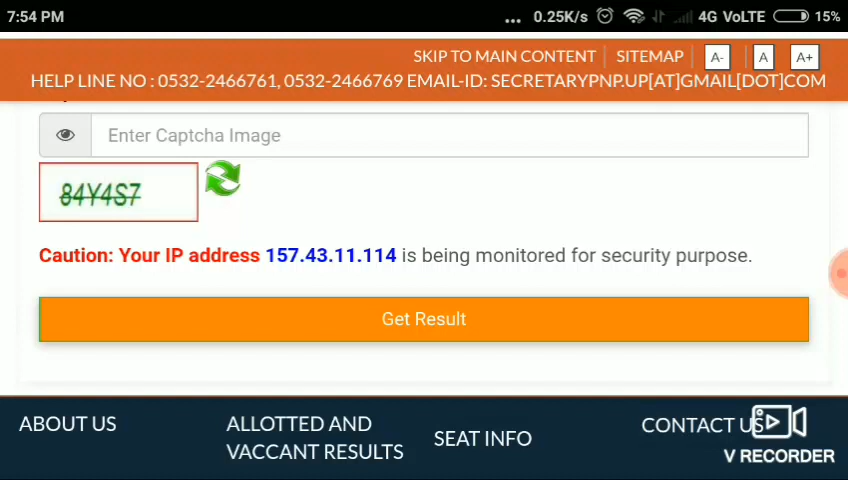 7:54 PM
... 0.25K/s 4G VoLTE 15%
SKIP TO MAIN CONTENT SITEMAP A- A A+
HELP LINE NO : 0532-2466761, 0532-2466769 EMAIL-ID: SECRETARYPNP.UP[AT]GMAIL[DOT]COM
Enter Captcha Image
84Y4S7
Caution: Your IP address 157.43.11.114 is being monitored for security purpose.
Get Result
ABOUT US
ALLOTTED AND
VACCANT RESULTS
SEAT INFO
CONTACT US
V RECORDER